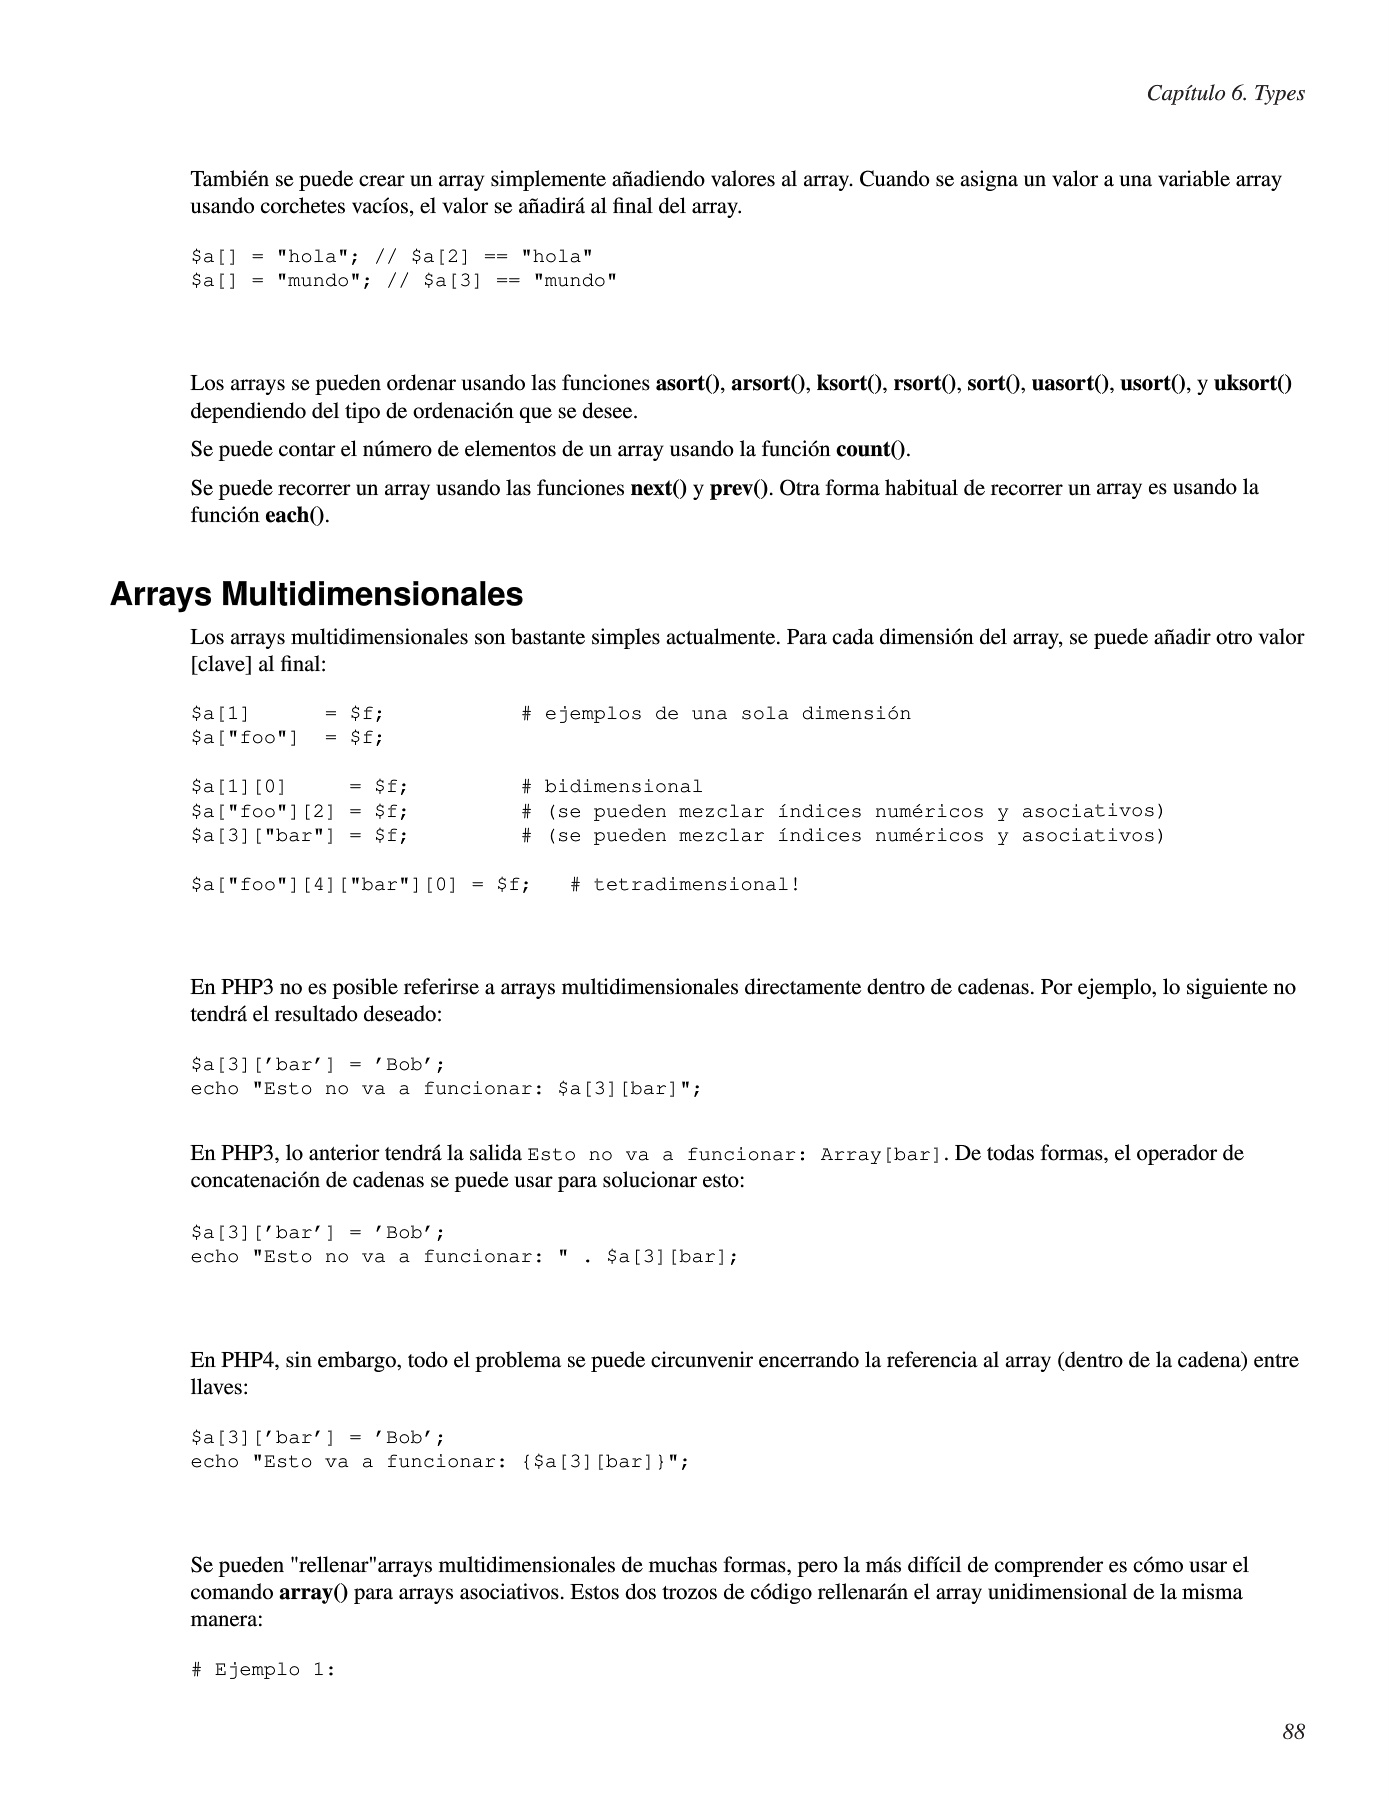 Capítulo 6. Types
También se puede crear un array simplemente añadiendo valores al array. Cuando se asigna un valor a una variable array
usando corchetes vacíos, el valor se añadirá al final del array.
$a[] = "hola"; // $a[2] == "hola"
$a[] = "mundo"; // $a[3] == "mundo"
Los arrays se pueden ordenar usando las funciones asort(), arsort(), ksort(), rsort(), sort(), uasort(), usort(), y uksort()
dependiendo del tipo de ordenación que se desee.
Se puede contar el número de elementos de un array usando la función count().
Se puede recorrer un array usando las funciones next() y prev(). Otra forma habitual de recorrer un array es usando la
función each().
Arrays Multidimensionales
Los arrays multidimensionales son bastante simples actualmente. Para cada dimensión del array, se puede añadir otro valor
[clave] al final:
$a[1]      = $f;           # ejemplos de una sola dimensión
$a["foo"]  = $f;
$a[1][0]     = $f;         # bidimensional
$a["foo"][2] = $f;         # (se pueden mezclar índices numéricos y asociativos)
$a[3]["bar"] = $f;         # (se pueden mezclar índices numéricos y asociativos)
$a["foo"][4]["bar"][0] = $f;   # tetradimensional!
En PHP3 no es posible referirse a arrays multidimensionales directamente dentro de cadenas. Por ejemplo, lo siguiente no
tendrá el resultado deseado:
$a[3][’bar’] = ’Bob’;
echo "Esto no va a funcionar: $a[3][bar]";
En PHP3, lo anterior tendrá la salida Esto no va a funcionar: Array[bar]. De todas formas, el operador de
concatenación de cadenas se puede usar para solucionar esto:
$a[3][’bar’] = ’Bob’;
echo "Esto no va a funcionar: " . $a[3][bar];
En PHP4, sin embargo, todo el problema se puede circunvenir encerrando la referencia al array (dentro de la cadena) entre
llaves:
$a[3][’bar’] = ’Bob’;
echo "Esto va a funcionar: {$a[3][bar]}";
Se pueden "rellenar"arrays multidimensionales de muchas formas, pero la más difícil de comprender es cómo usar el
comando array() para arrays asociativos. Estos dos trozos de código rellenarán el array unidimensional de la misma
manera:
# Ejemplo 1:
88